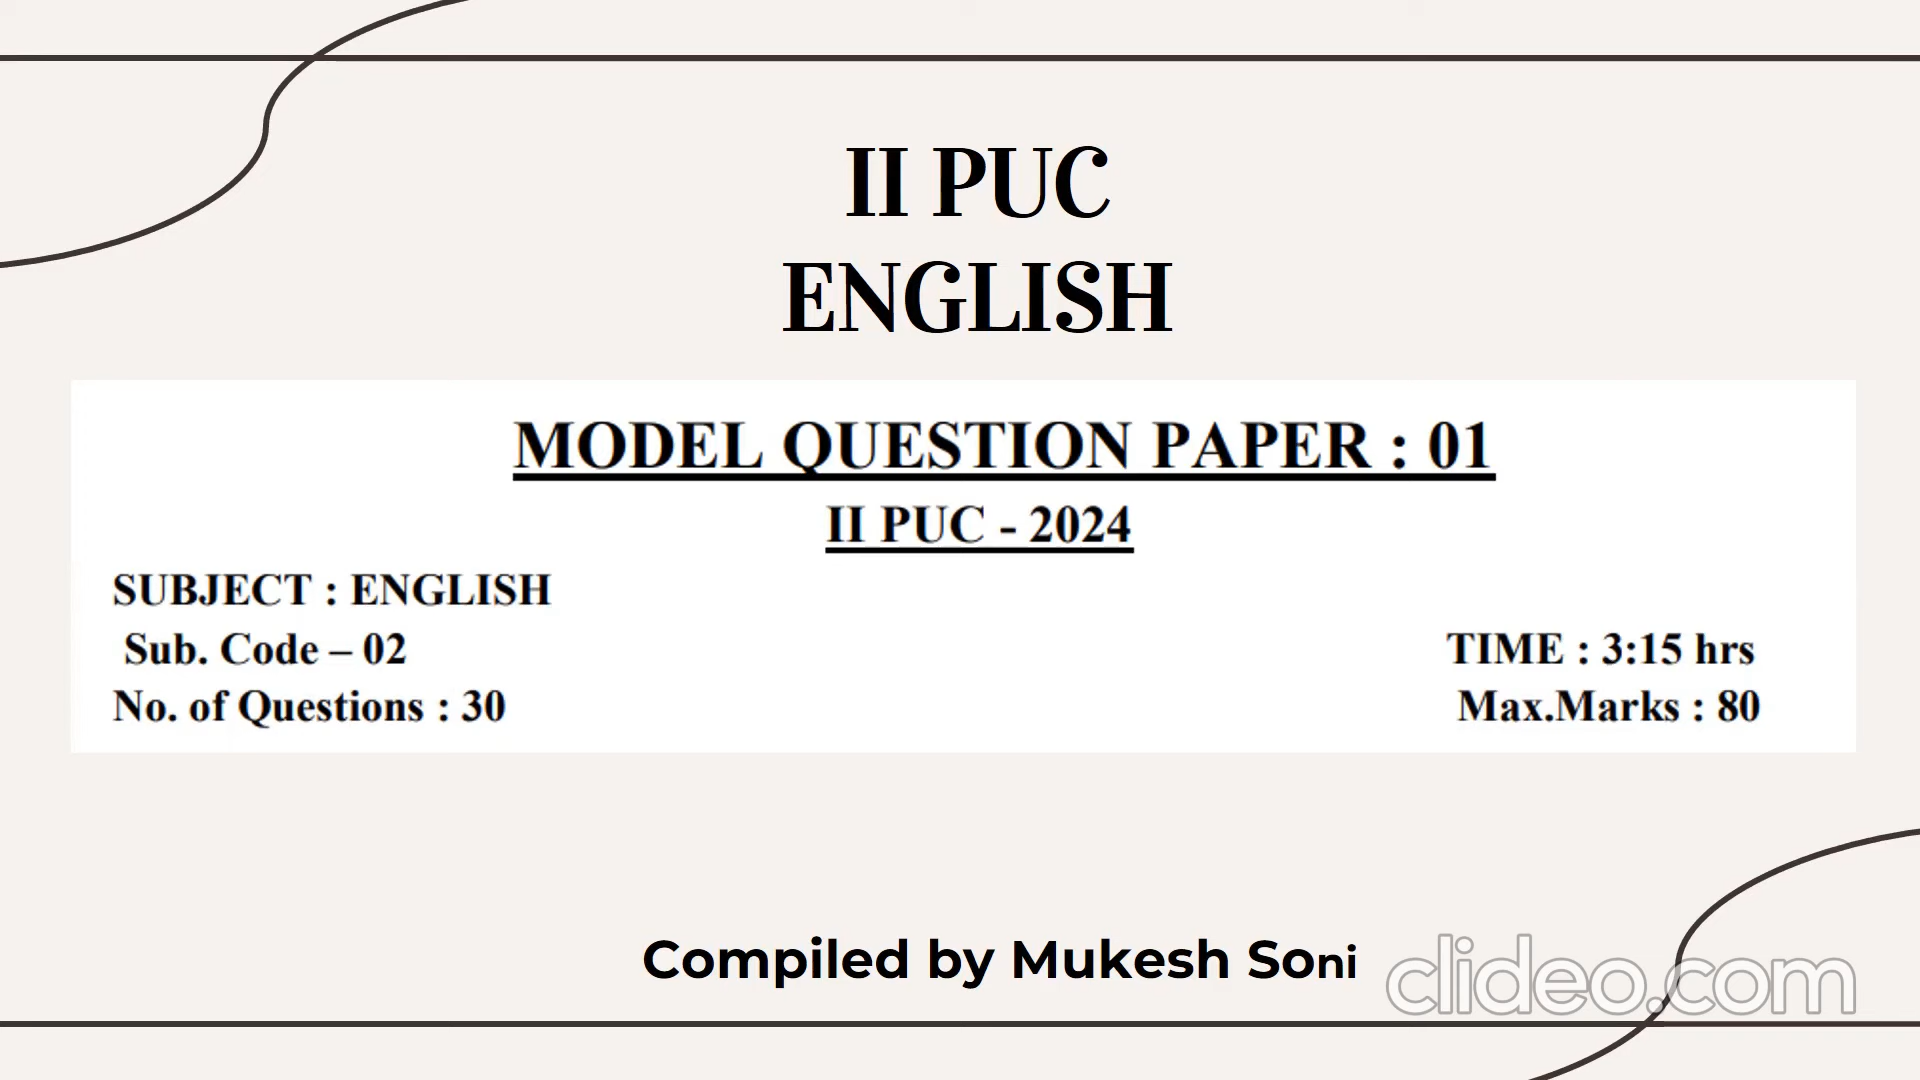 II PUC
ENGLISH
MODEL QUESTION PAPER : 01
II PUC - 2024
SUBJECT : ENGLISH
Sub. Code – 02
TIME : 3:15 hrs
No. of Questions : 30
Max.Marks : 80
Compiled by Mukesh Soni
clideo.com